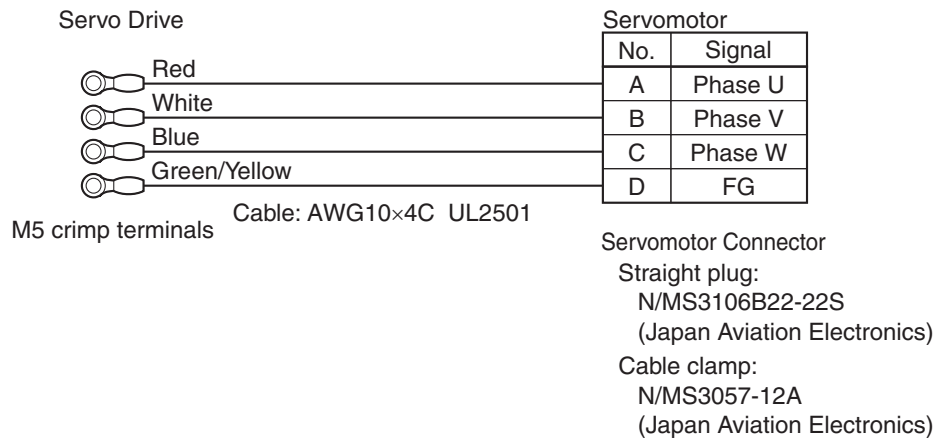 Servo Drive
Servomotor
No. Signal
Red
A Phase U
White
B Phase V
Blue
C Phase W
Green/Yellow
D FG
Cable: AWG10×4C UL2501
M5 crimp terminals
Servomotor Connector
Straight plug:
N/MS3106B22-22S
(Japan Aviation Electronics)
Cable clamp:
N/MS3057-12A
(Japan Aviation Electronics)